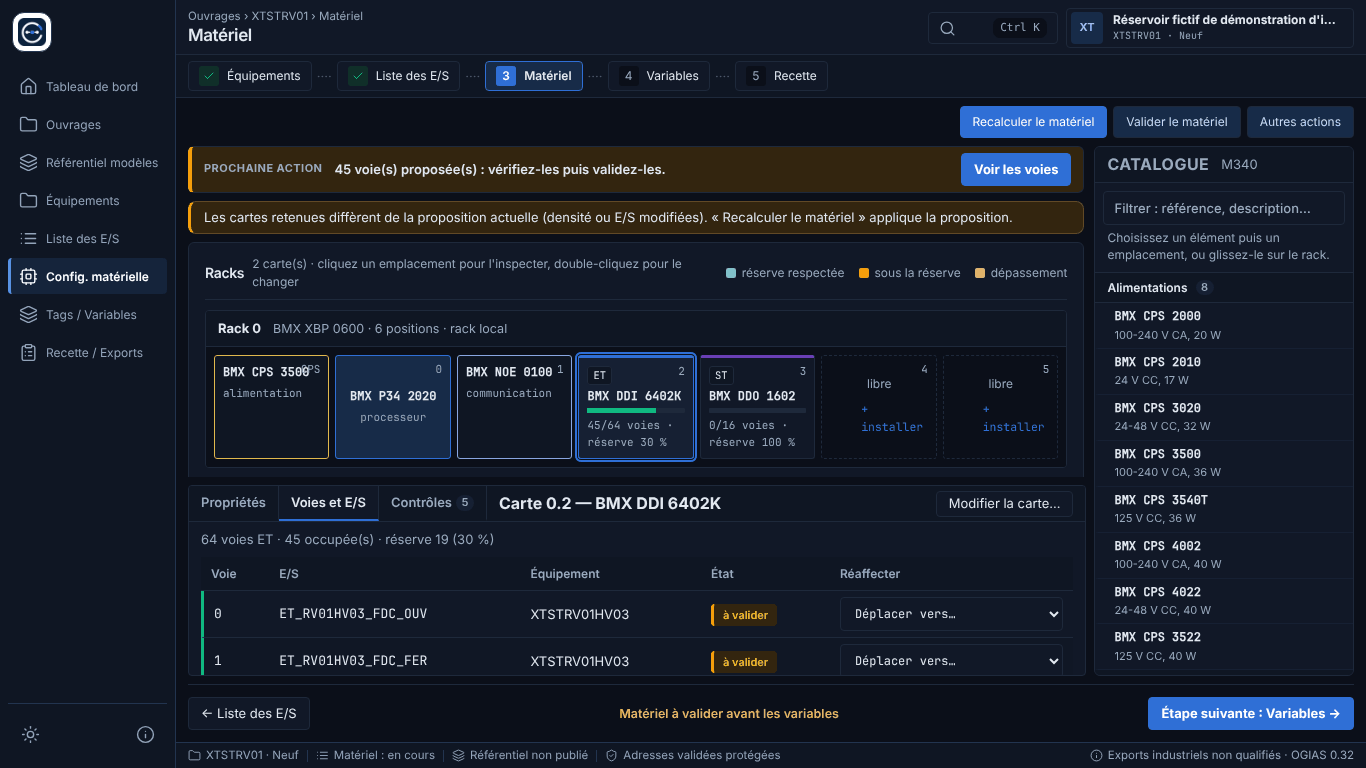 Ouvrages › XTSTRV01 › Matériel
Matériel
Ctrl K
XT
Réservoir fictif de démonstration d'i…
XTSTRV01 · Neuf
Tableau de bord
Ouvrages
Référentiel modèles
Équipements
Liste des E/S
Config. matérielle
Tags / Variables
Recette / Exports
Équipements
Liste des E/S
3 Matériel
4 Variables
5 Recette
Recalculer le matériel
Valider le matériel
Autres actions
PROCHAINE ACTION 45 voie(s) proposée(s) : vérifiez-les puis validez-les.
Voir les voies
Les cartes retenues diffèrent de la proposition actuelle (densité ou E/S modifiées). « Recalculer le matériel » applique la proposition.
Racks
2 carte(s) · cliquez un emplacement pour l'inspecter, double-cliquez pour le
changer
réserve respectée
sous la réserve
dépassement
Rack 0 BMX XBP 0600 · 6 positions · rack local
BMX CPS 3500
CPS
alimentation
0
BMX P34 2020
processeur
BMX NOE 0100
1
communication
ET
2
BMX DDI 6402K
45/64 voies ·
réserve 30 %
ST
3
BMX DDO 1602
0/16 voies ·
réserve 100 %
4
libre
+
installer
5
libre
+
installer
Propriétés
Voies et E/S
Contrôles 5
Carte 0.2 — BMX DDI 6402K
Modifier la carte…
64 voies ET · 45 occupée(s) · réserve 19 (30 %)
Voie E/S Équipement État Réaffecter
0 ET_RV01HV03_FDC_OUV XTSTRV01HV03 à valider Déplacer vers…
1 ET_RV01HV03_FDC_FER XTSTRV01HV03 à valider Déplacer vers…
CATALOGUE M340
Filtrer : référence, description…
Choisissez un élément puis un
emplacement, ou glissez-le sur le rack.
Alimentations 8
BMX CPS 2000
100-240 V CA, 20 W
BMX CPS 2010
24 V CC, 17 W
BMX CPS 3020
24-48 V CC, 32 W
BMX CPS 3500
100-240 V CA, 36 W
BMX CPS 3540T
125 V CC, 36 W
BMX CPS 4002
100-240 V CA, 40 W
BMX CPS 4022
24-48 V CC, 40 W
BMX CPS 3522
125 V CC, 40 W
← Liste des E/S
Matériel à valider avant les variables
Étape suivante : Variables →
XTSTRV01 · Neuf
Matériel : en cours
Référentiel non publié
Adresses validées protégées
Exports industriels non qualifiés · OGIAS 0.32